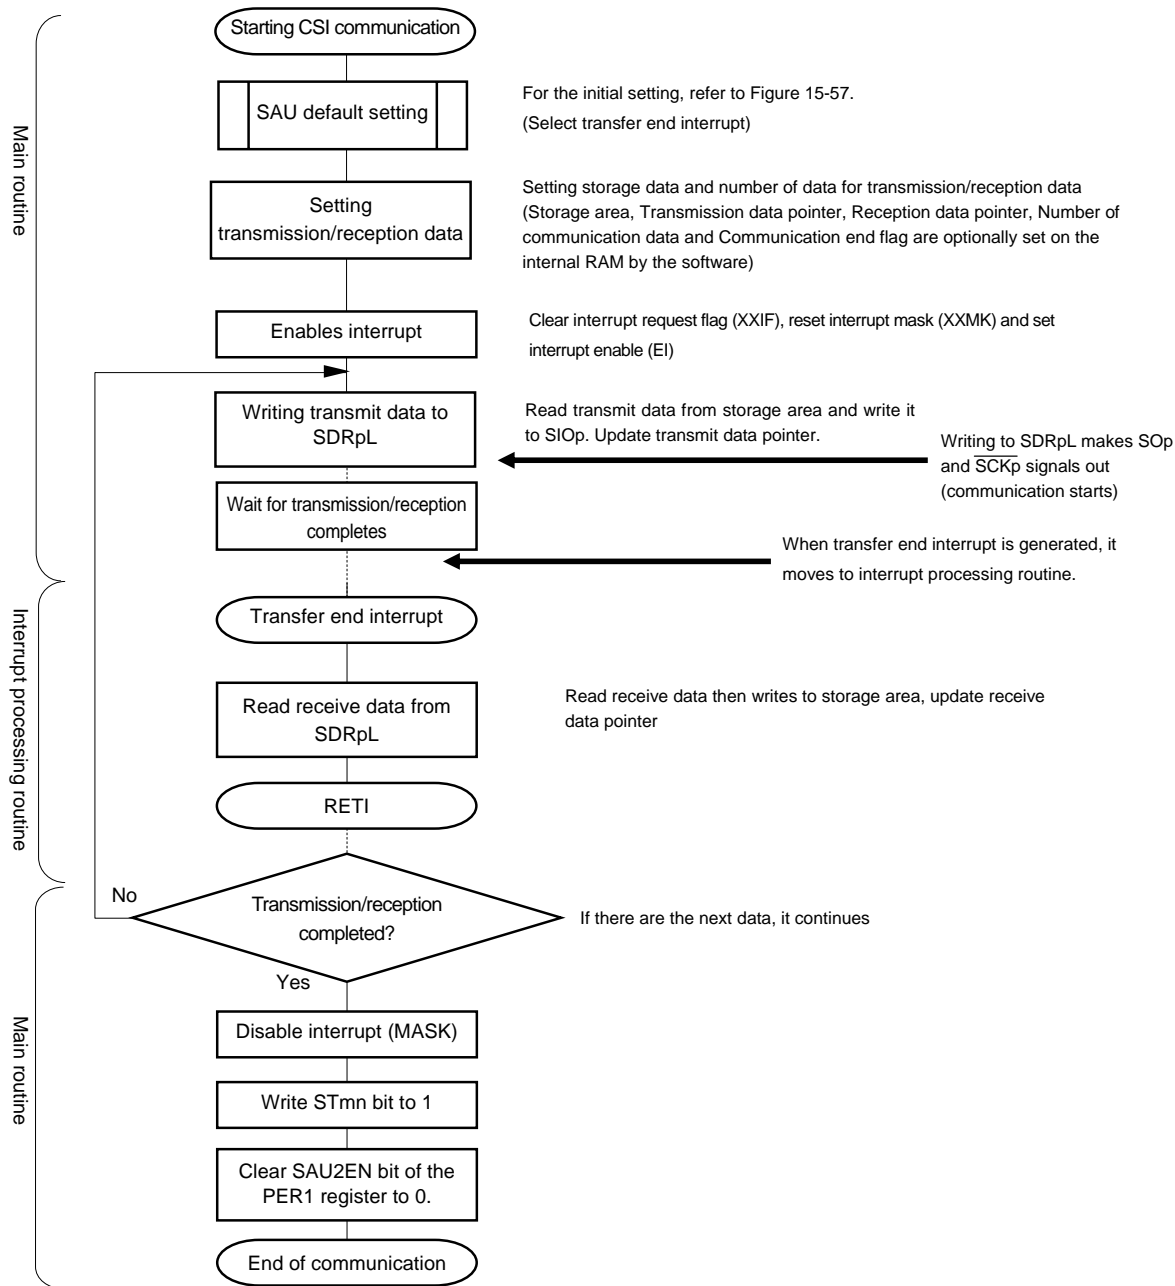 Starting CSI communication
SAU default setting
For the initial setting, refer to Figure 15-57.
(Select transfer end interrupt)
Main routine
Setting
transmission/reception data
Setting storage data and number of data for transmission/reception data
(Storage area, Transmission data pointer, Reception data pointer, Number of
communication data and Communication end flag are optionally set on the
internal RAM by the software)
Enables interrupt
Clear interrupt request flag (XXIF), reset interrupt mask (XXMK) and set
interrupt enable (EI)
Writing transmit data to
SDRpL
Read transmit data from storage area and write it
to SIOp. Update transmit data pointer.
Writing to SDRpL makes SOp
and SCKp signals out
(communication starts)
Wait for transmission/reception
completes
When transfer end interrupt is generated, it
moves to interrupt processing routine.
Interrupt processing routine
Transfer end interrupt
Read receive data from
SDRpL
Read receive data then writes to storage area, update receive
data pointer
RETI
No
Transmission/reception
completed?
If there are the next data, it continues
Yes
Main routine
Disable interrupt (MASK)
Write STmn bit to 1
Clear SAU2EN bit of the
PER1 register to 0.
End of communication